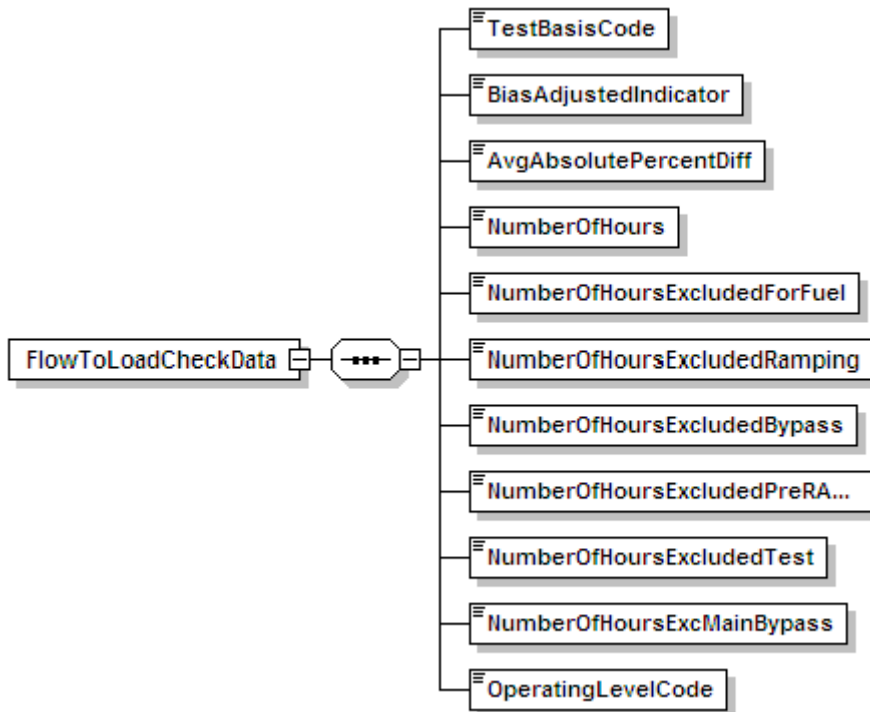 TestBasisCode
BiasAdjustedIndicator
AvgAbsolutePercentDiff
NumberOfHours
NumberOfHoursExcludedForFuel
FlowToLoadCheckData
NumberOfHoursExcludedRamping
NumberOfHoursExcludedBypass
NumberOfHoursExcludedPreRA...
NumberOfHoursExcludedTest
NumberOfHoursExcMainBypass
OperatingLevelCode